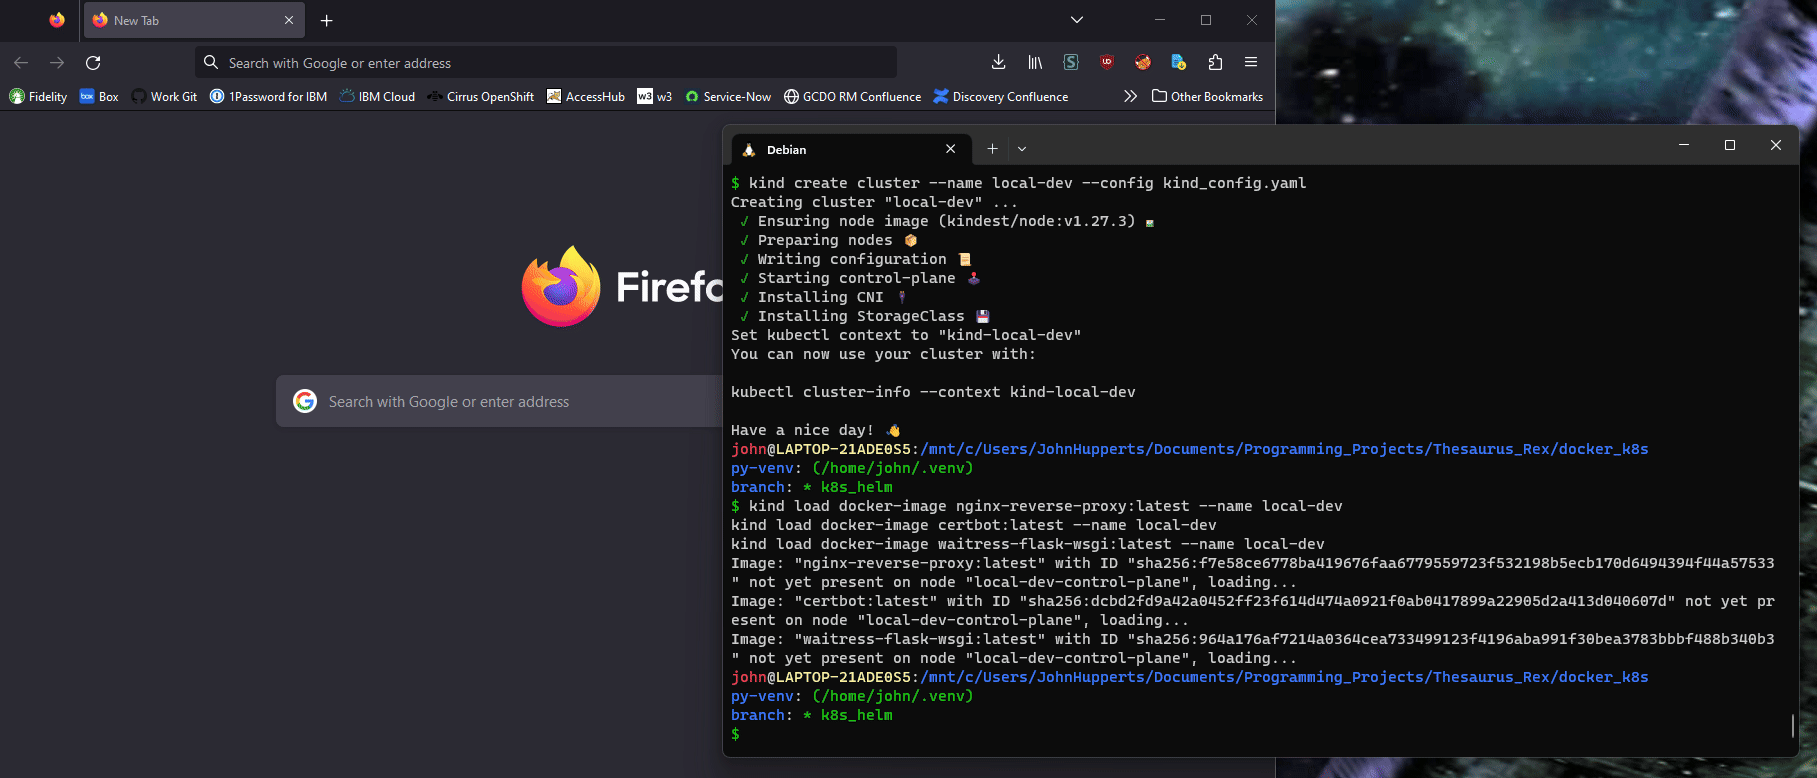 New Tab
Search with Google or enter address
Fidelity
box
Box
Work Git
1Password for IBM
IBM Cloud
Cirrus OpenShift
AccessHub
w3
w3
Service-Now
GCDO RM Confluence
Discovery Confluence
Other Bookmarks
Firefo
Search with Google or enter address
Debian
$ kind create cluster --name local-dev --config kind_config.yaml
Creating cluster "local-dev" ...
✓ Ensuring node image (kindest/node:v1.27.3) 🖼
✓ Preparing nodes 📦
✓ Writing configuration 📜
✓ Starting control-plane 🕹️
✓ Installing CNI 🔌
✓ Installing StorageClass 💾
Set kubectl context to "kind-local-dev"
You can now use your cluster with:
kubectl cluster-info --context kind-local-dev
Have a nice day! 👋
john@LAPTOP-21ADE0S5:/mnt/c/Users/JohnHupperts/Documents/Programming_Projects/Thesaurus_Rex/docker_k8s
py-venv: (/home/john/.venv)
branch: * k8s_helm
$ kind load docker-image nginx-reverse-proxy:latest --name local-dev
kind load docker-image certbot:latest --name local-dev
kind load docker-image waitress-flask-wsgi:latest --name local-dev
Image: "nginx-reverse-proxy:latest" with ID "sha256:f7e58ce6778ba419676faa6779559723f532198b5ecb170d6494394f44a57533
" not yet present on node "local-dev-control-plane", loading...
Image: "certbot:latest" with ID "sha256:dcbd2fd9a42a0452ff23f614d474a0921f0ab0417899a22905d2a413d040607d" not yet pr
esent on node "local-dev-control-plane", loading...
Image: "waitress-flask-wsgi:latest" with ID "sha256:964a176af7214a0364cea733499123f4196aba991f30bea3783bbbf488b340b3
" not yet present on node "local-dev-control-plane", loading...
john@LAPTOP-21ADE0S5:/mnt/c/Users/JohnHupperts/Documents/Programming_Projects/Thesaurus_Rex/docker_k8s
py-venv: (/home/john/.venv)
branch: * k8s_helm
$